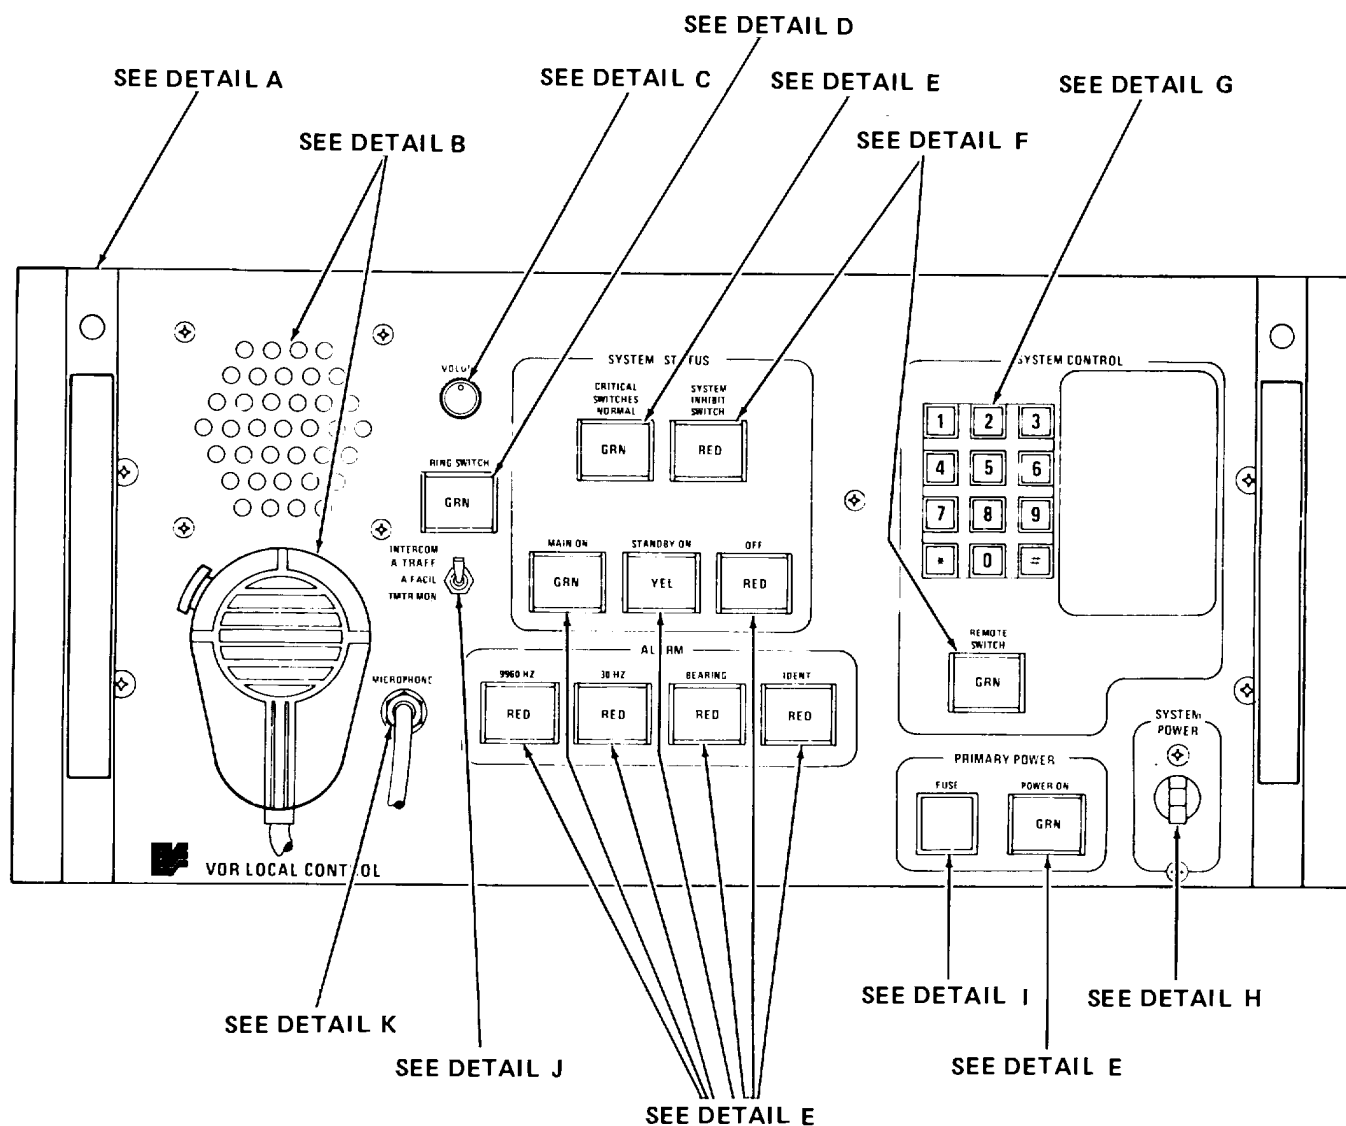 SEE DETAIL D
SEE DETAIL A
SEE DETAIL C
SEE DETAIL E
SEE DETAIL G
SEE DETAIL B
SEE DETAIL F
SYSTEM STATUS
SYSTEM CONTROL
CRITICAL
SWITCHES
NORMAL
SYSTEM
INHIBIT
SWITCH
GRN
RED
1 2 3
4 5 6
7 8 9
* 0 #
RING SWITCH
GRN
INTERCOM
A TRAFF
A FACIL
TMTR MON
MAIN ON
STANDBY ON
OFF
GRN
YEL
RED
REMOTE
SWITCH
GRN
9960 HZ
30 HZ
BEARING
IDENT
RED
RED
RED
RED
MICROPHONE
SYSTEM
POWER
PRIMARY POWER
FUSE
POWER ON
GRN
VOR LOCAL CONTROL
SEE DETAIL I
SEE DETAIL H
SEE DETAIL K
SEE DETAIL J
SEE DETAIL E
SEE DETAIL E